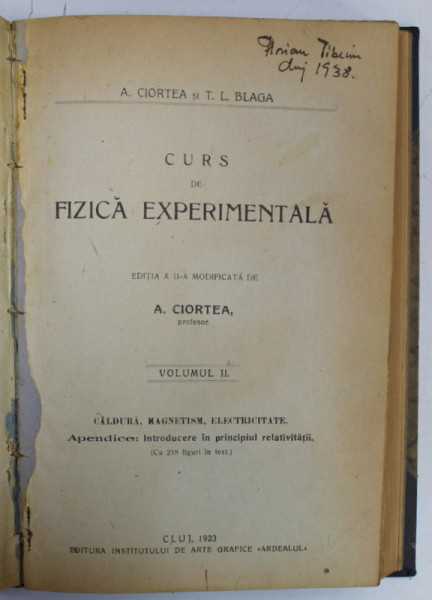 Florian Tiberiu
Cluj 1938.
A. CIORTEA și T. L. BLAGA
CURS
DE
FIZICĂ EXPERIMENTALĂ
EDIȚIA A II-A MODIFICATĂ DE
A. CIORTEA,
profesor.
VOLUMUL II.
CĂLDURĂ, MAGNETISM, ELECTRICITATE.
Apendice: Introducere în principiul relativității,
(Cu 238 figuri în text.)
CLUJ, 1923
EDITURA INSTITUTULUI DE ARTE GRAFICE «ARDEALUL»